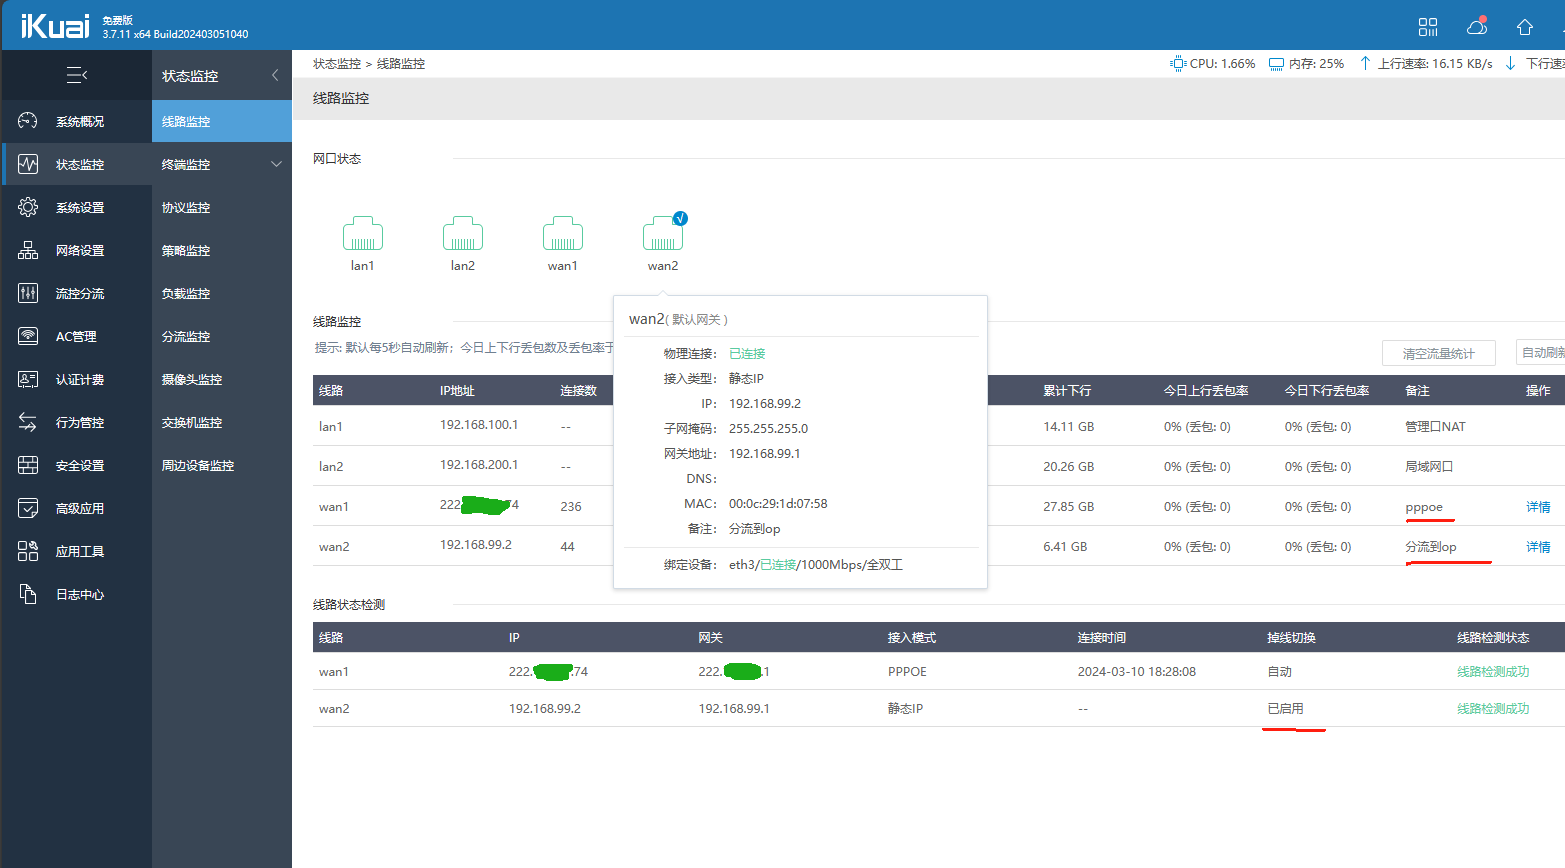 iKuai 免费版
3.7.11 x64 Build202403051040
状态监控
状态监控 > 线路监控
CPU: 1.66% 内存: 25% 上行速率: 16.15 KB/s 下行速
线路监控
系统概况
状态监控
系统设置
网络设置
流控分流
AC管理
认证计费
行为管控
安全设置
高级应用
应用工具
日志中心
线路监控
终端监控
协议监控
策略监控
负载监控
分流监控
摄像头监控
交换机监控
周边设备监控
网口状态
lan1 lan2 wan1 wan2
wan2( 默认网关 )
物理连接: 已连接
接入类型: 静态IP
IP: 192.168.99.2
子网掩码: 255.255.255.0
网关地址: 192.168.99.1
DNS:
MAC: 00:0c:29:1d:07:58
备注: 分流到op
绑定设备: eth3/已连接/1000Mbps/全双工
线路监控
提示: 默认每5秒自动刷新; 今日上下行丢包数及丢包率于
清空流量统计 自动刷
线路 IP地址 连接数 累计下行 今日上行丢包率 今日下行丢包率 备注 操作
lan1 192.168.100.1 -- 14.11 GB 0% (丢包: 0) 0% (丢包: 0) 管理口NAT
lan2 192.168.200.1 -- 20.26 GB 0% (丢包: 0) 0% (丢包: 0) 局域网口
wan1 222. 4 236 27.85 GB 0% (丢包: 0) 0% (丢包: 0) pppoe 详情
wan2 192.168.99.2 44 6.41 GB 0% (丢包: 0) 0% (丢包: 0) 分流到op 详情
线路状态检测
线路 IP 网关 接入模式 连接时间 掉线切换 线路检测状态
wan1 222. .74 222. .1 PPPOE 2024-03-10 18:28:08 自动 线路检测成功
wan2 192.168.99.2 192.168.99.1 静态IP -- 已启用 线路检测成功